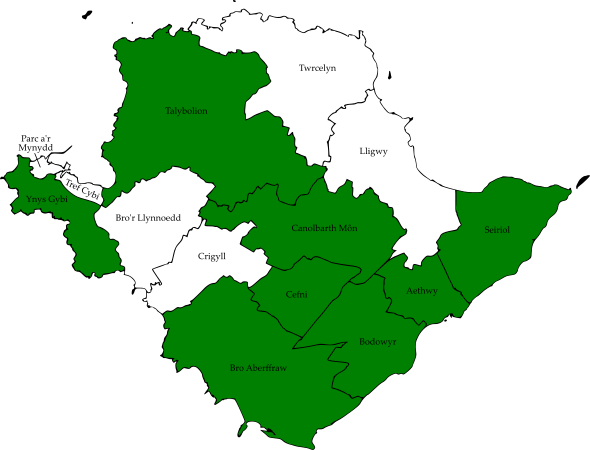 Twrcelyn
Talybolion
Parc a'r
Mynydd
Lligwy
Tref Cybi
Ynys Gybi
Bro'r Llynnoedd
Canolbarth Môn
Seiriol
Crigyll
Cefni
Aethwy
Bodowyr
Bro Aberffraw